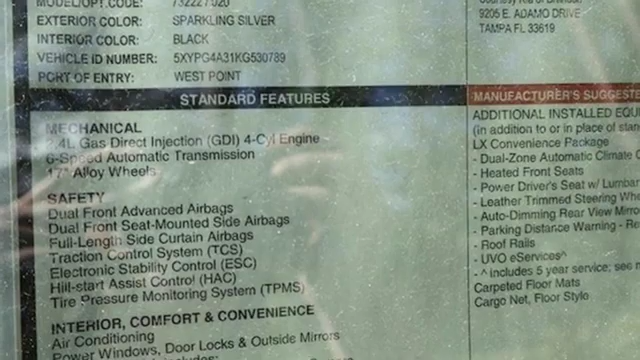 MODEL/OPT.CODE: 73222 / 020
EXTERIOR COLOR: SPARKLING SILVER
INTERIOR COLOR: BLACK
VEHICLE ID NUMBER: 5XYPG4A31KG530789
PORT OF ENTRY: WEST POINT
9205 E. ADAMO DRIVE
TAMPA FL 33619
STANDARD FEATURES
MECHANICAL
2.4L Gas Direct Injection (GDI) 4-Cyl Engine
6-Speed Automatic Transmission
17" Alloy Wheels
SAFETY
Dual Front Advanced Airbags
Dual Front Seat-Mounted Side Airbags
Full-Length Side Curtain Airbags
Traction Control System (TCS)
Electronic Stability Control (ESC)
Hill-start Assist Control (HAC)
Tire Pressure Monitoring System (TPMS)
INTERIOR, COMFORT & CONVENIENCE
Air Conditioning
Power Windows, Door Locks & Outside Mirrors
MANUFACTURER'S SUGGESTE
ADDITIONAL INSTALLED EQU
(in addition to or in place of stan
LX Convenience Package
- Dual-Zone Automatic Climate C
- Heated Front Seats
- Power Driver's Seat w/ Lumbar
- Leather Trimmed Steering Whe
- Auto-Dimming Rear View Mirro
- Parking Distance Warning - Re
- Roof Rails
- UVO eServices^
- ^ includes 5 year service; see
Carpeted Floor Mats
Cargo Net, Floor Style